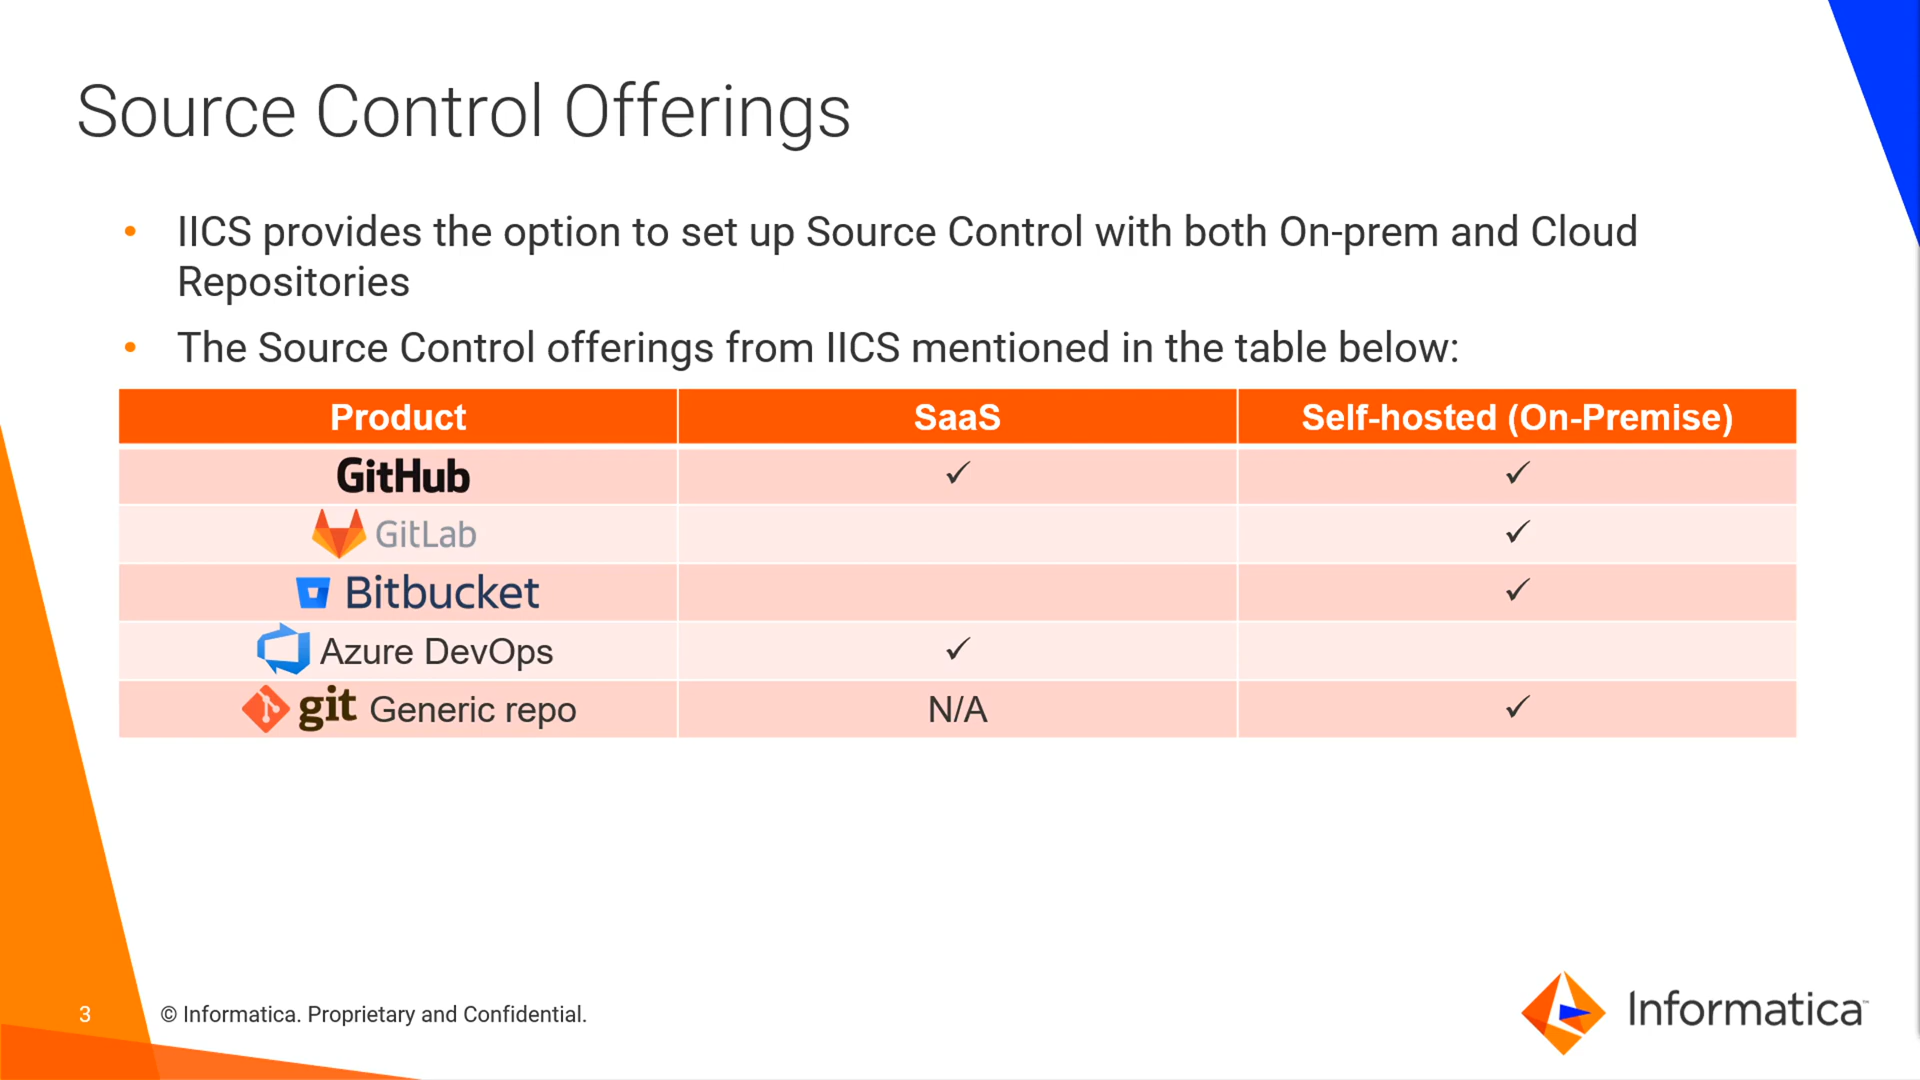 Source Control Offerings
• IICS provides the option to set up Source Control with both On-prem and Cloud
Repositories
• The Source Control offerings from IICS mentioned in the table below:
Product SaaS Self-hosted (On-Premise)
GitHub ✓ ✓
GitLab ✓
Bitbucket ✓
Azure DevOps ✓
git Generic repo N/A ✓
3 © Informatica. Proprietary and Confidential.
Informatica™